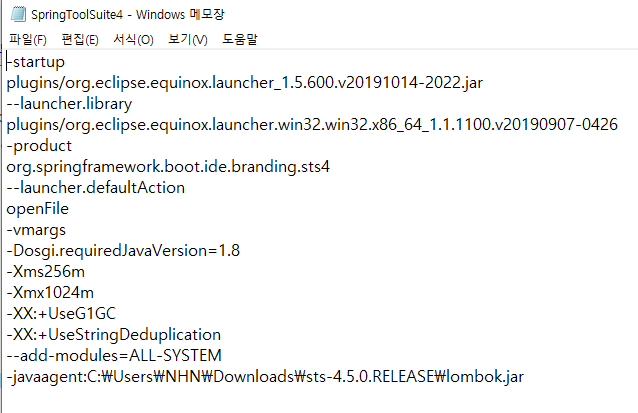 SpringToolSuite4 - Windows 메모장
파일(F) 편집(E) 서식(O) 보기(V) 도움말
-startup
plugins/org.eclipse.equinox.launcher_1.5.600.v20191014-2022.jar
--launcher.library
plugins/org.eclipse.equinox.launcher.win32.win32.x86_64_1.1.1100.v20190907-0426
-product
org.springframework.boot.ide.branding.sts4
--launcher.defaultAction
openFile
-vmargs
-Dosgi.requiredJavaVersion=1.8
-Xms256m
-Xmx1024m
-XX:+UseG1GC
-XX:+UseStringDeduplication
--add-modules=ALL-SYSTEM
-javaagent:C:₩Users₩NHN₩Downloads₩sts-4.5.0.RELEASE₩lombok.jar